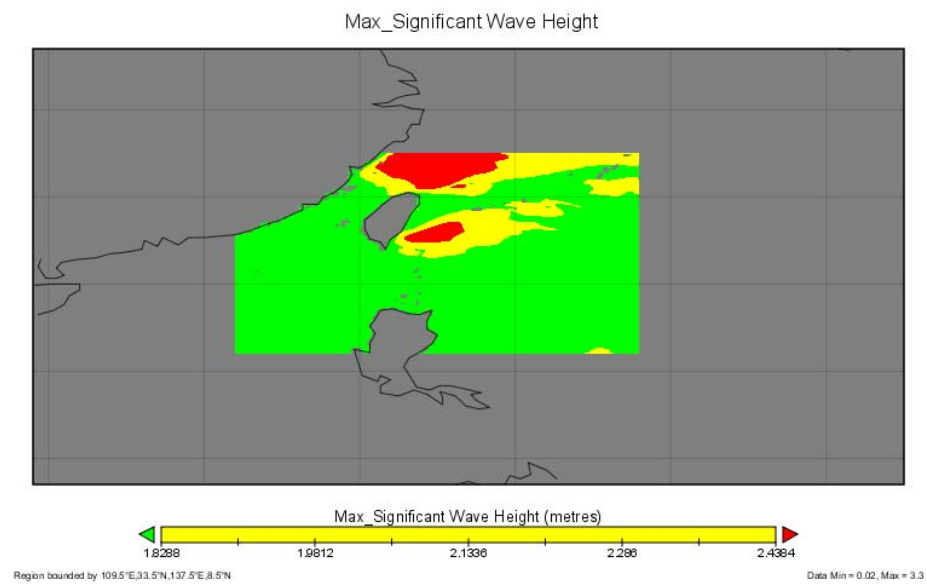 Max_Significant Wave Height
Max_Significant Wave Height (metres)
1.8288 1.9812 2.1336 2.286 2.4384
Region bounded by 109.5°E,33.5°N,137.5°E,8.5°N
Data Min = 0.02, Max = 3.3